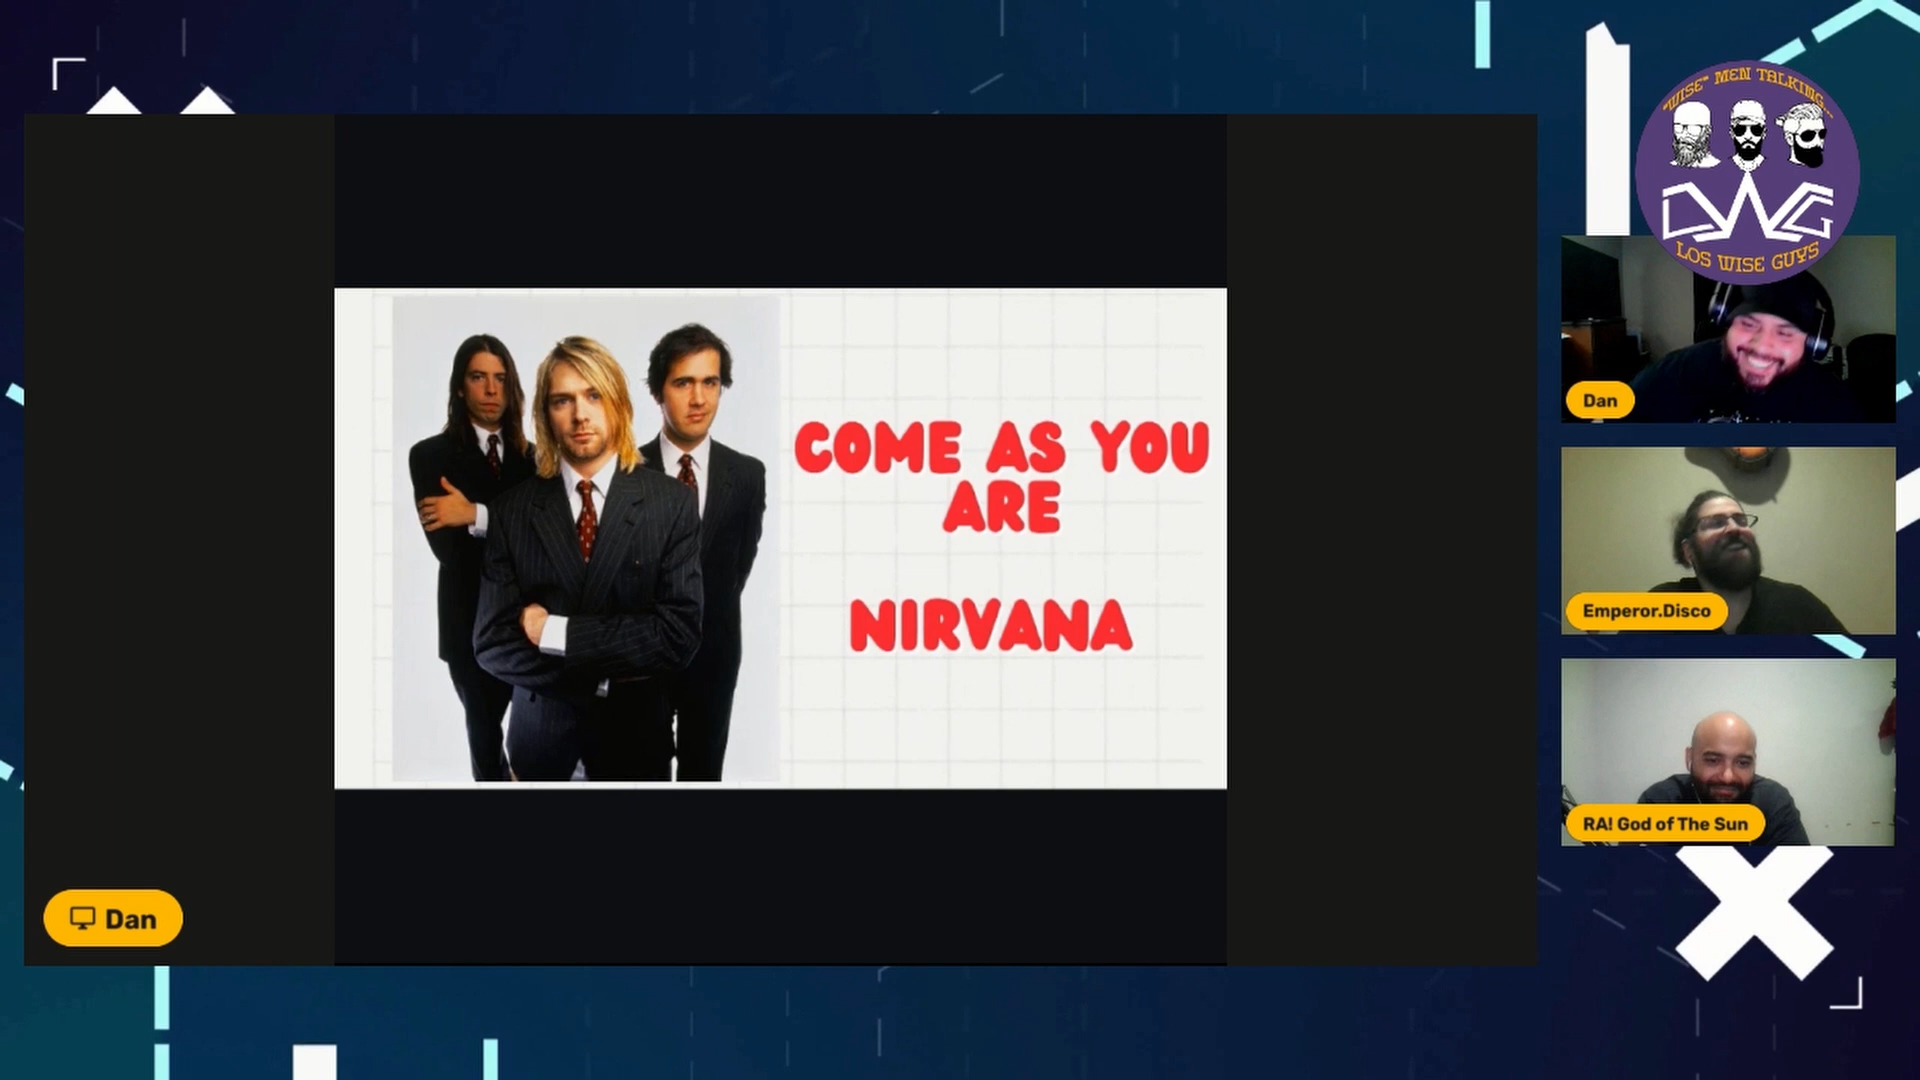 "WISE" MEN TALKING...
LWG
LOS WISE GUYS
COME AS YOU
ARE
NIRVANA
Dan
Emperor.Disco
RA! God of The Sun
Dan